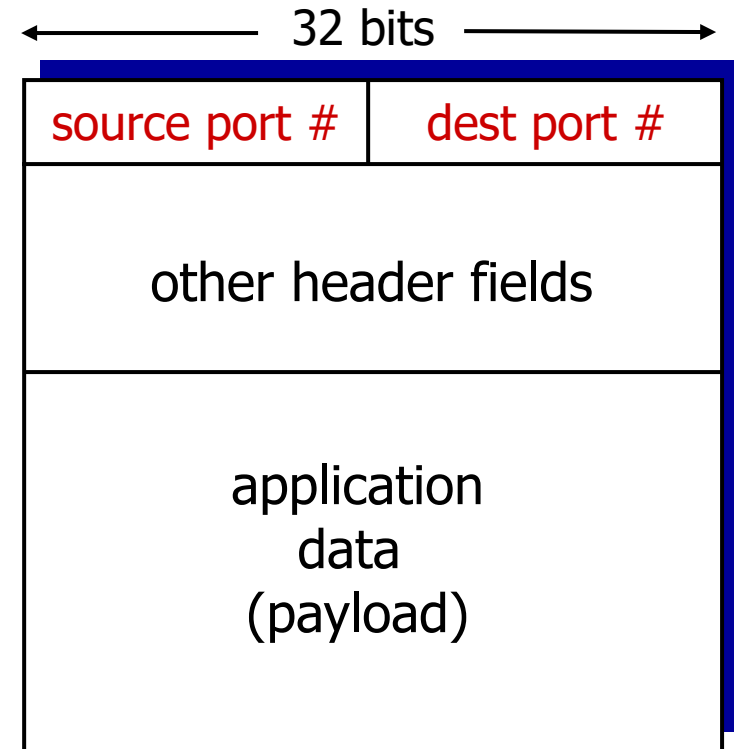 32 bits
source port # dest port #
other header fields
application
data
(payload)